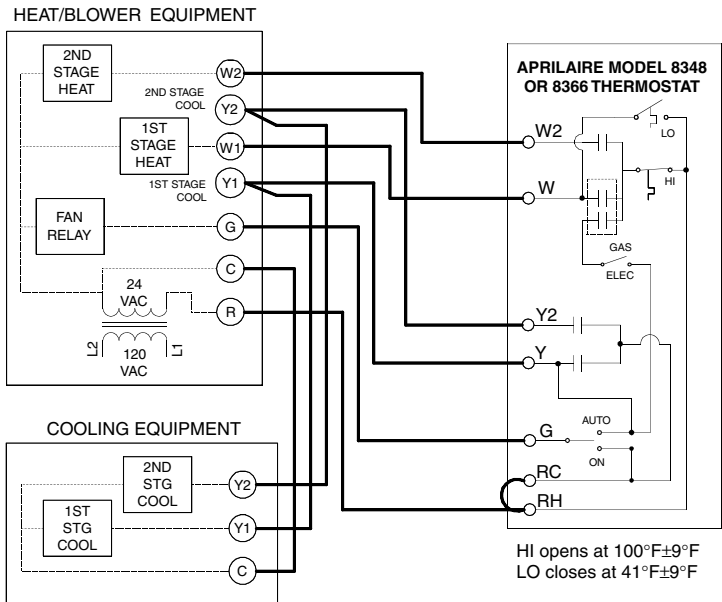 HEAT/BLOWER EQUIPMENT
2ND
STAGE
HEAT
W2
2ND STAGE
COOL
Y2
1ST
STAGE
HEAT
W1
1ST STAGE
COOL
Y1
FAN
RELAY
G
C
24
VAC
R
L2
120
VAC
L1
COOLING EQUIPMENT
2ND
STG
COOL
Y2
1ST
STG
COOL
Y1
C
APRILAIRE MODEL 8348
OR 8366 THERMOSTAT
LO
W2
HI
W
GAS
ELEC
Y2
Y
AUTO
G
ON
RC
RH
HI opens at 100°F±9°F
LO closes at 41°F±9°F